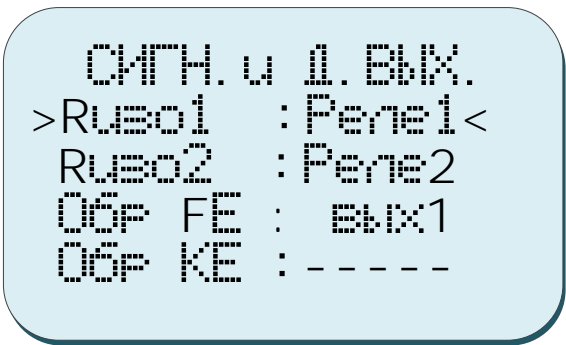 СИГН. и Д. ВЫХ.
>Rизо1 :Реле1<
Rизо2 :Реле2
Обр FE : вых1
Обр KE :-----